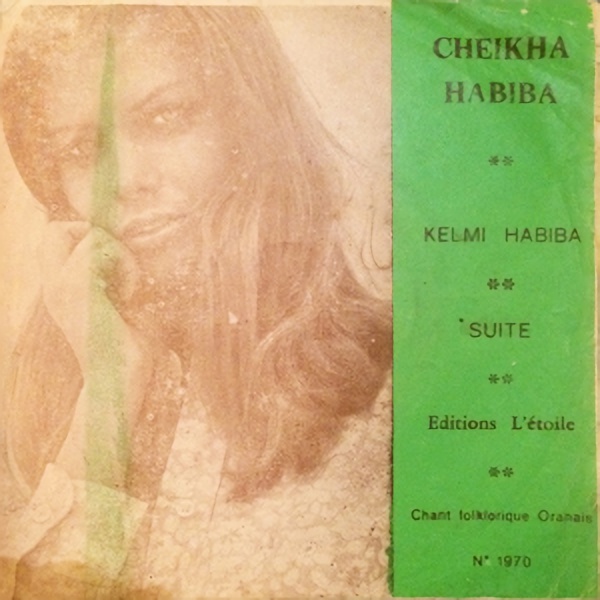 CHEIKHA
HABIBA
**
KELMI HABIBA
**
SUITE
**
Editions L'étoile
**
Chant folklorique Oranais
N° 1970